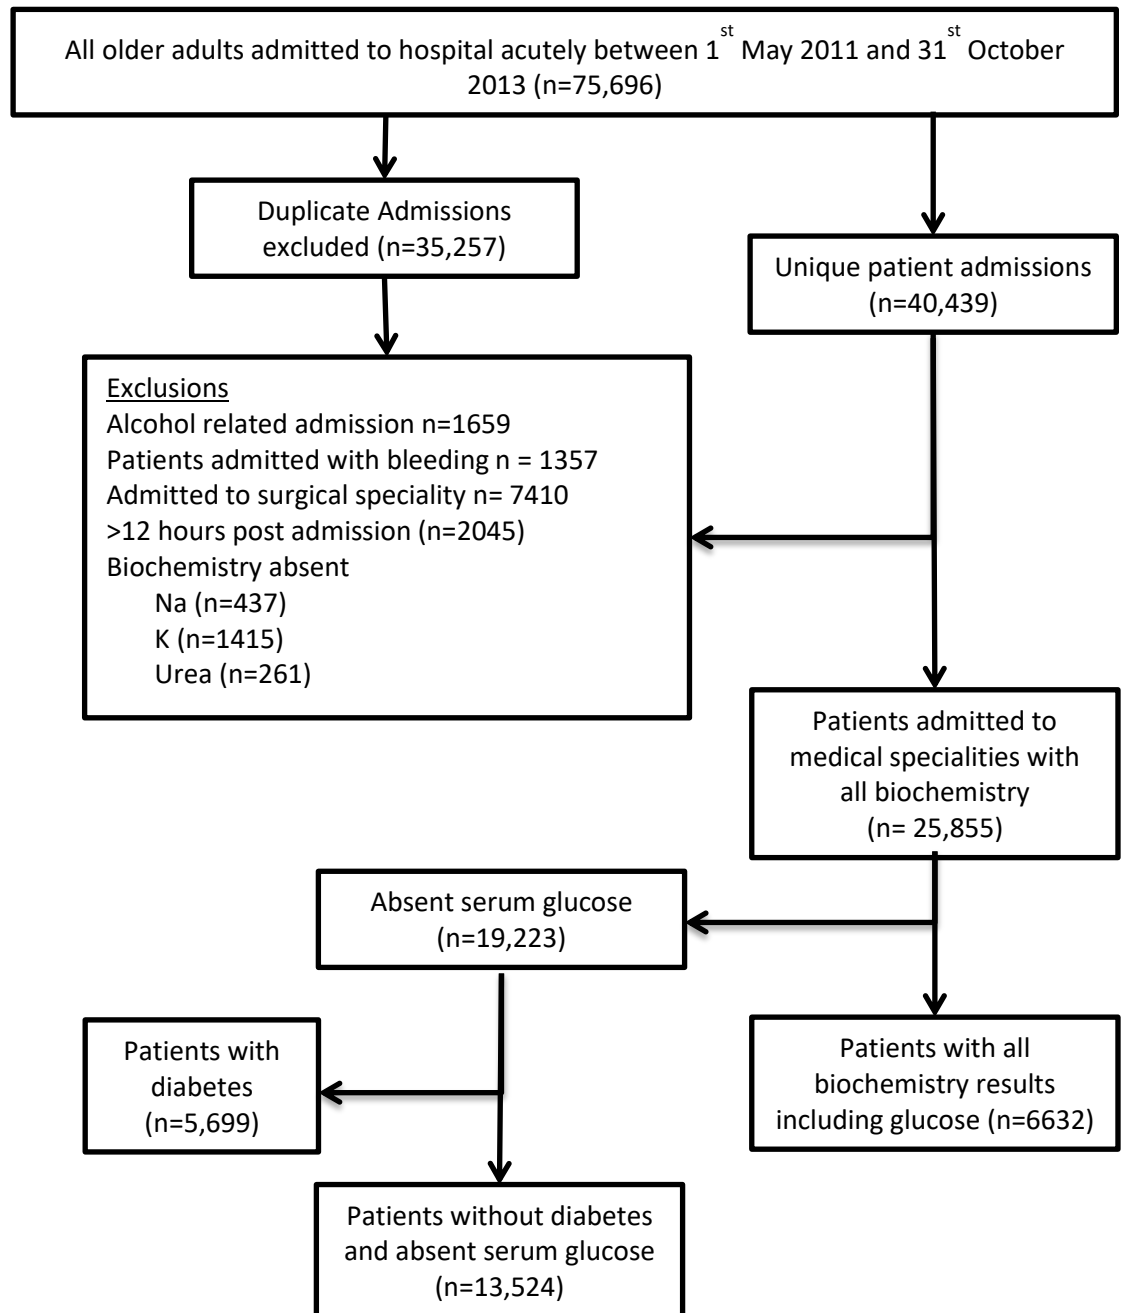 All older adults admitted to hospital acutely between 1st May 2011 and 31st October
2013 (n=75,696)
Duplicate Admissions
excluded (n=35,257)
Unique patient admissions
(n=40,439)
Exclusions
Alcohol related admission n=1659
Patients admitted with bleeding n = 1357
Admitted to surgical speciality n= 7410
>12 hours post admission (n=2045)
Biochemistry absent
Na (n=437)
K (n=1415)
Urea (n=261)
Patients admitted to
medical specialities with
all biochemistry
(n= 25,855)
Absent serum glucose
(n=19,223)
Patients with
diabetes
(n=5,699)
Patients with all
biochemistry results
including glucose (n=6632)
Patients without diabetes
and absent serum glucose
(n=13,524)